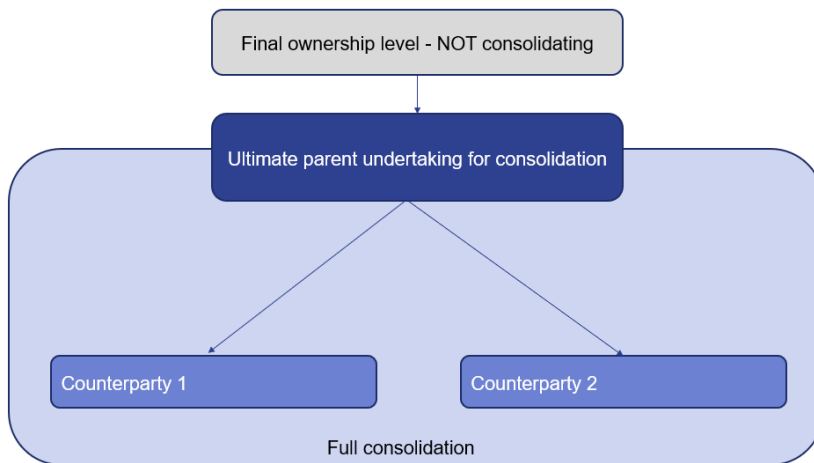 Final ownership level - NOT consolidating
Ultimate parent undertaking for consolidation
Counterparty 1
Counterparty 2
Full consolidation